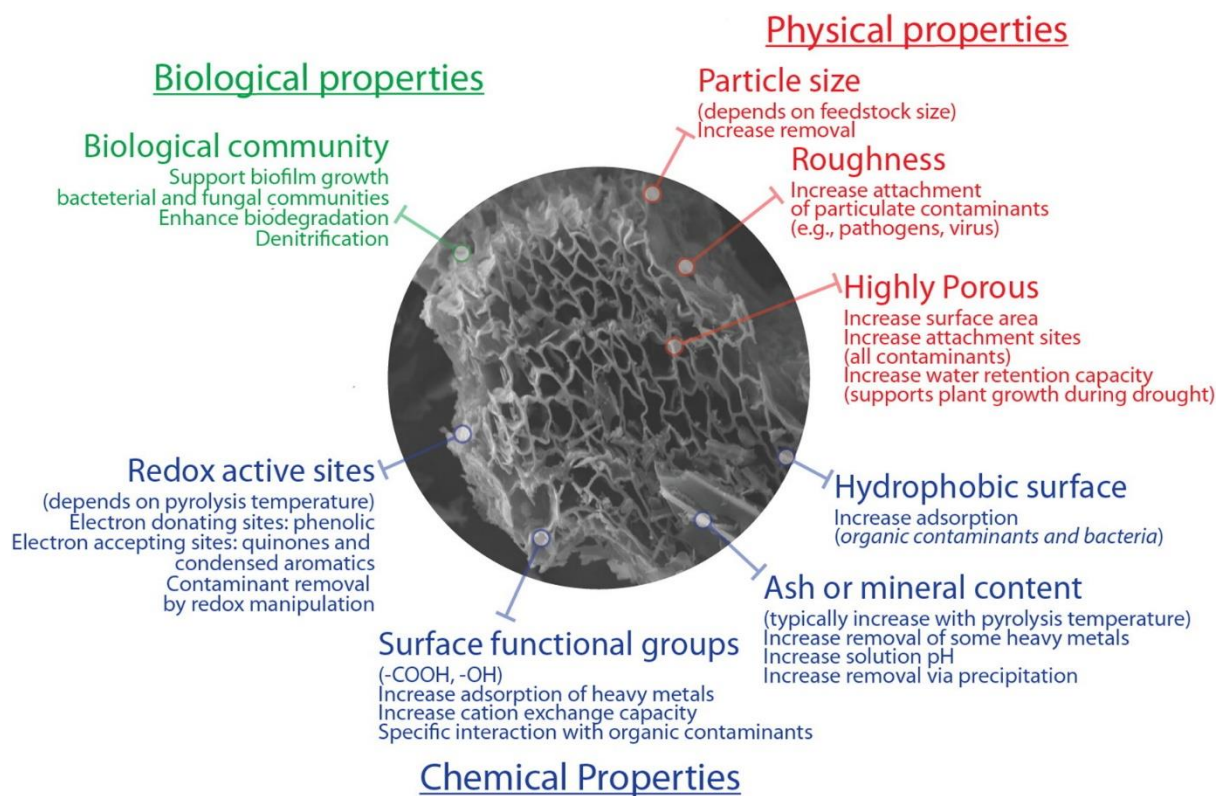 Physical properties
Particle size
(depends on feedstock size)
Increase removal
Roughness
Increase attachment
of particulate contaminants
(e.g., pathogens, virus)
Highly Porous
Increase surface area
Increase attachment sites
(all contaminants)
Increase water retention capacity
(supports plant growth during drought)
Biological properties
Biological community
Support biofilm growth
bacteterial and fungal communities
Enhance biodegradation
Denitrification
Redox active sites
(depends on pyrolysis temperature)
Electron donating sites: phenolic
Electron accepting sites: quinones and
condensed aromatics
Contaminant removal
by redox manipulation
Surface functional groups
(-COOH, -OH)
Increase adsorption of heavy metals
Increase cation exchange capacity
Specific interaction with organic contaminants
Hydrophobic surface
Increase adsorption
(organic contaminants and bacteria)
Ash or mineral content
(typically increase with pyrolysis temperature)
Increase removal of some heavy metals
Increase solution pH
Increase removal via precipitation
Chemical Properties